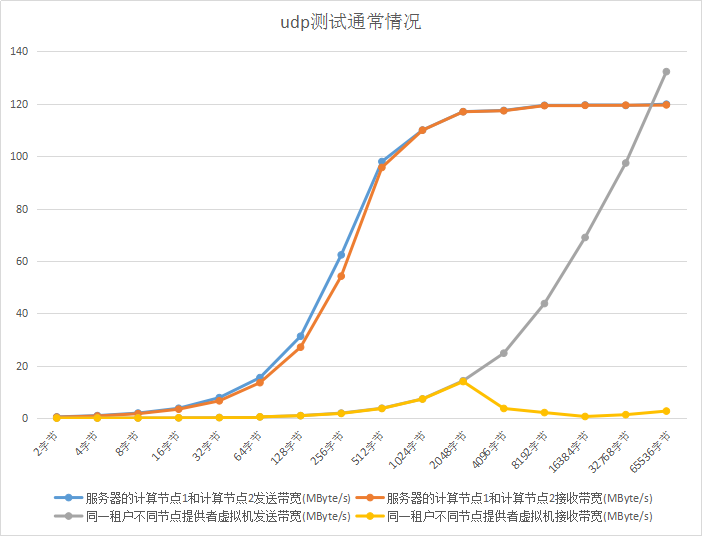 udp测试通常情况
140
120
100
80
60
40
20
0
2字节 4字节 8字节 16字节 32字节 64字节 128字节 256字节 512字节 1024字节 2048字节 4096字节 8192字节 16384字节 32768字节 65536字节
服务器的计算节点1和计算节点2发送带宽(MByte/s) 服务器的计算节点1和计算节点2接收带宽(MByte/s)
同一租户不同节点提供者虚拟机发送带宽(MByte/s) 同一租户不同节点提供者虚拟机接收带宽(MByte/s)